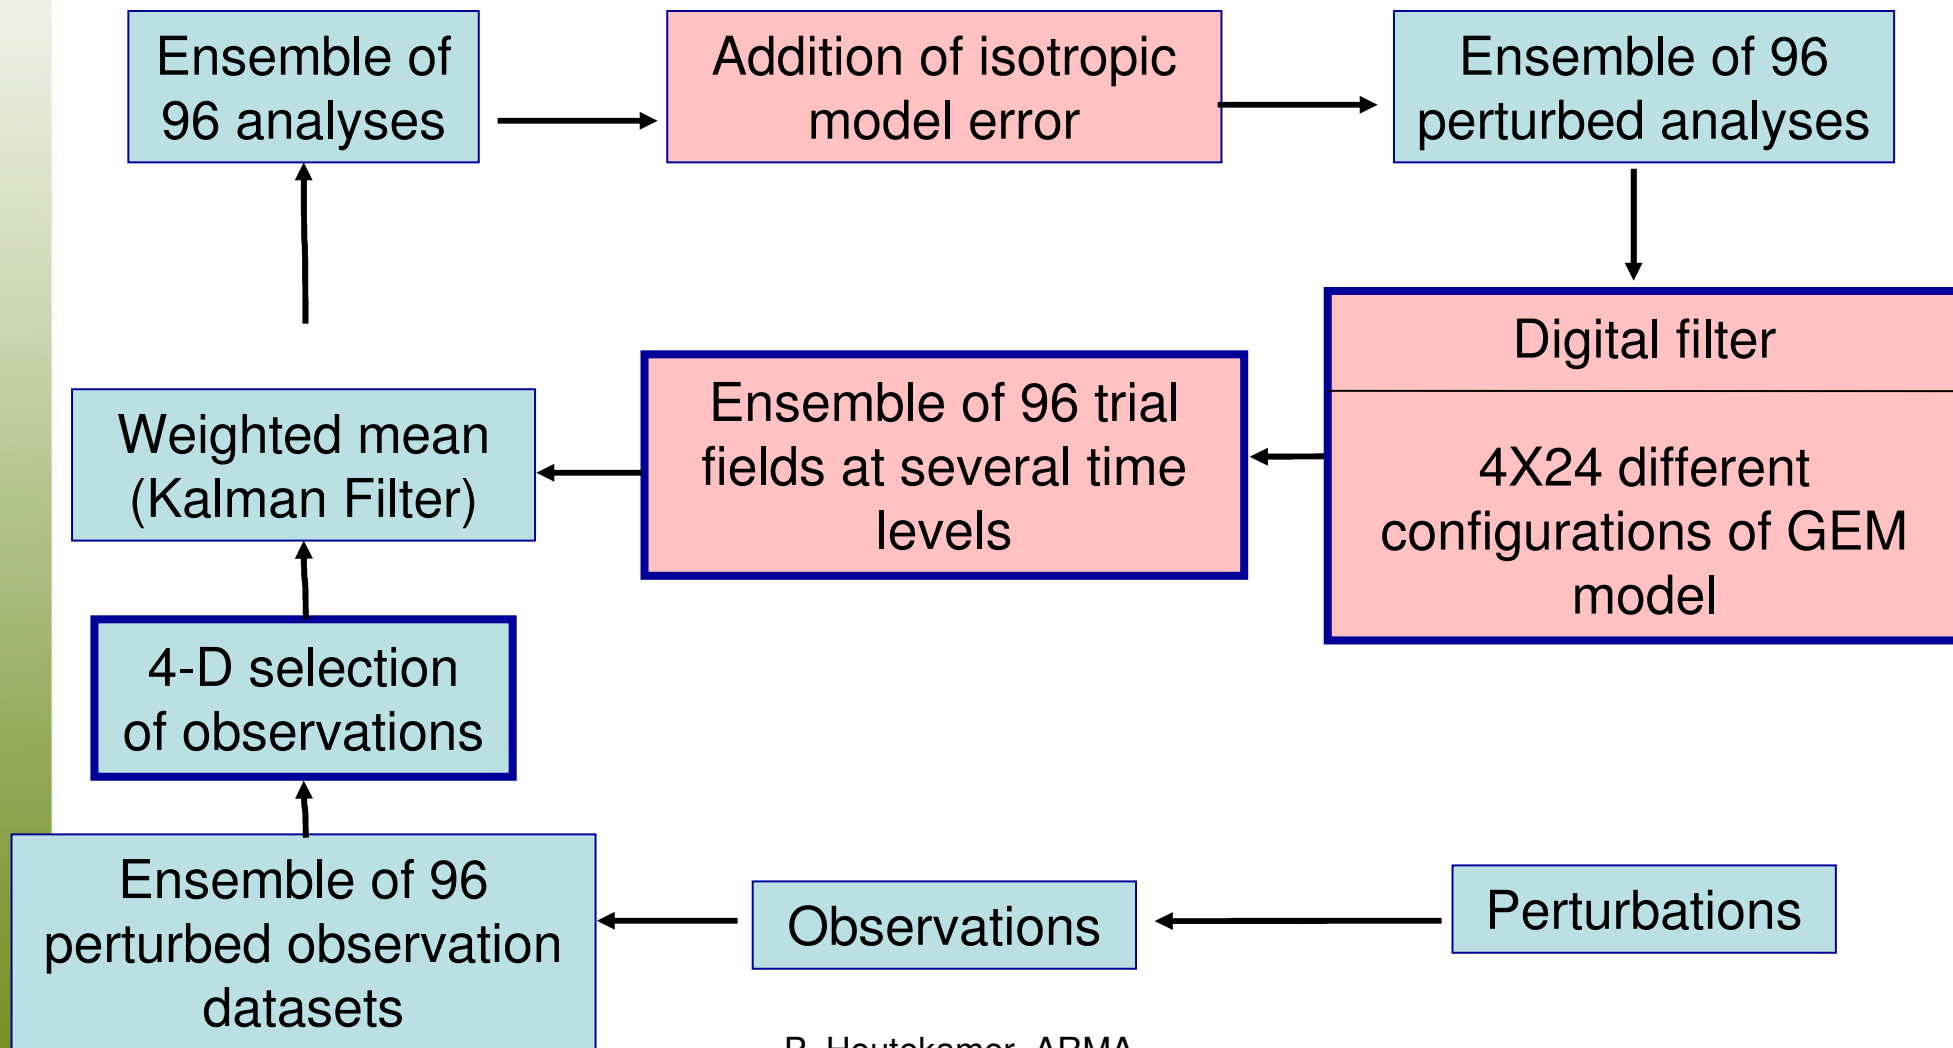 Ensemble of
96 analyses
Addition of isotropic
model error
Ensemble of 96
perturbed analyses
Digital filter
4X24 different
configurations of GEM
model
Ensemble of 96 trial
fields at several time
levels
Weighted mean
(Kalman Filter)
4-D selection
of observations
Ensemble of 96
perturbed observation
datasets
Observations
Perturbations
P. Houtekamer, ARMA